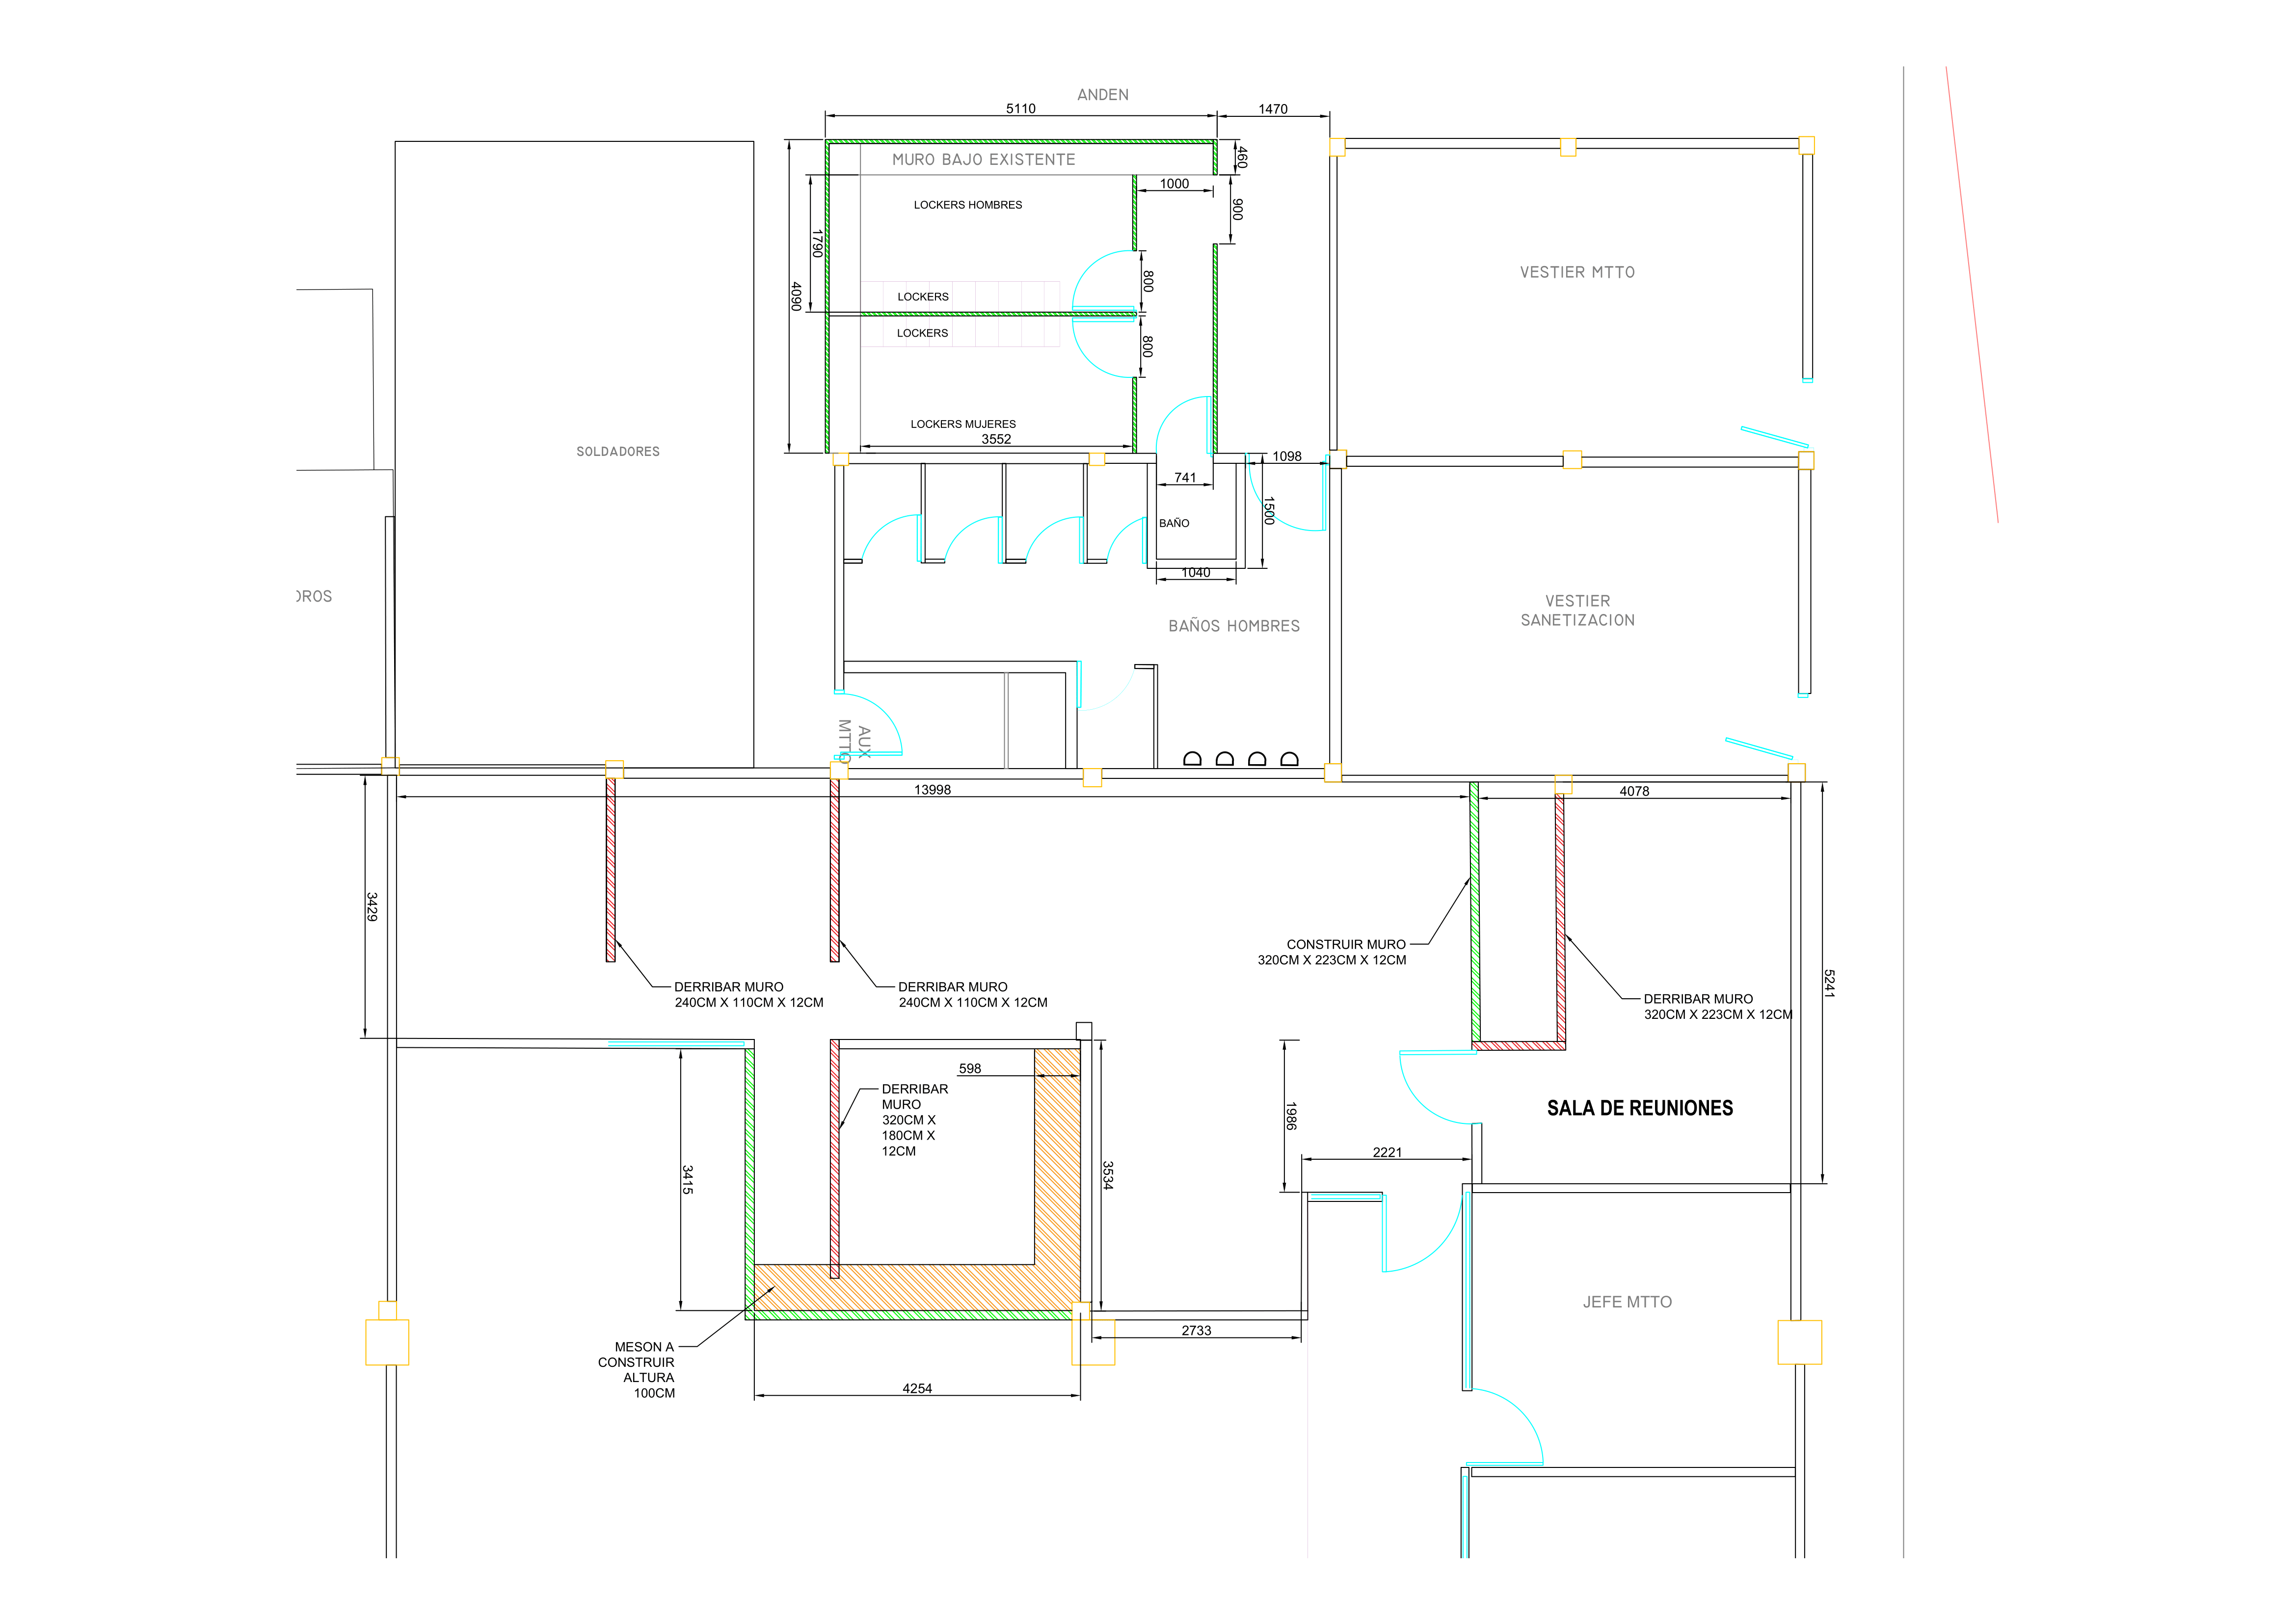 ANDEN
5110
1470
MURO BAJO EXISTENTE
460
1000
LOCKERS HOMBRES
900
1790
VESTIER MTTO
800
4090
LOCKERS
LOCKERS
800
LOCKERS MUJERES
3552
SOLDADORES
1098
741
1500
BAÑO
1040
OROS
VESTIER
SANETIZACION
BAÑOS HOMBRES
AUX
MTTO
D D D D
13998
4078
3429
CONSTRUIR MURO
320CM X 223CM X 12CM
5241
DERRIBAR MURO
240CM X 110CM X 12CM
DERRIBAR MURO
240CM X 110CM X 12CM
DERRIBAR MURO
320CM X 223CM X 12CM
598
DERRIBAR
MURO
320CM X
180CM X
12CM
1986
SALA DE REUNIONES
2221
3415
3534
JEFE MTTO
2733
MESON A
CONSTRUIR
ALTURA
100CM
4254